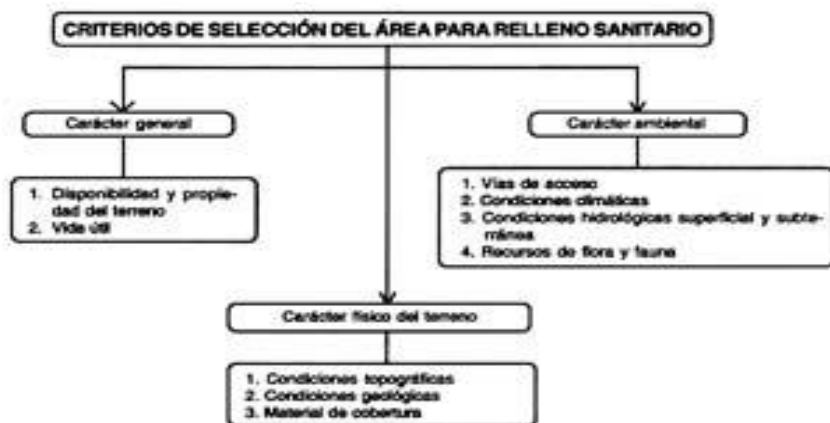 CRITERIOS DE SELECCIÓN DEL ÁREA PARA RELLENO SANITARIO
Carácter general
1. Disponibilidad y propie-
dad del terreno
2. Vida útil
Carácter ambiental
1. Vías de acceso
2. Condiciones climáticas
3. Condiciones hidrológicas superficial y subte-
rránea
4. Recursos de flora y fauna
Carácter físico del terreno
1. Condiciones topográficas
2. Condiciones geológicas
3. Material de cobertura